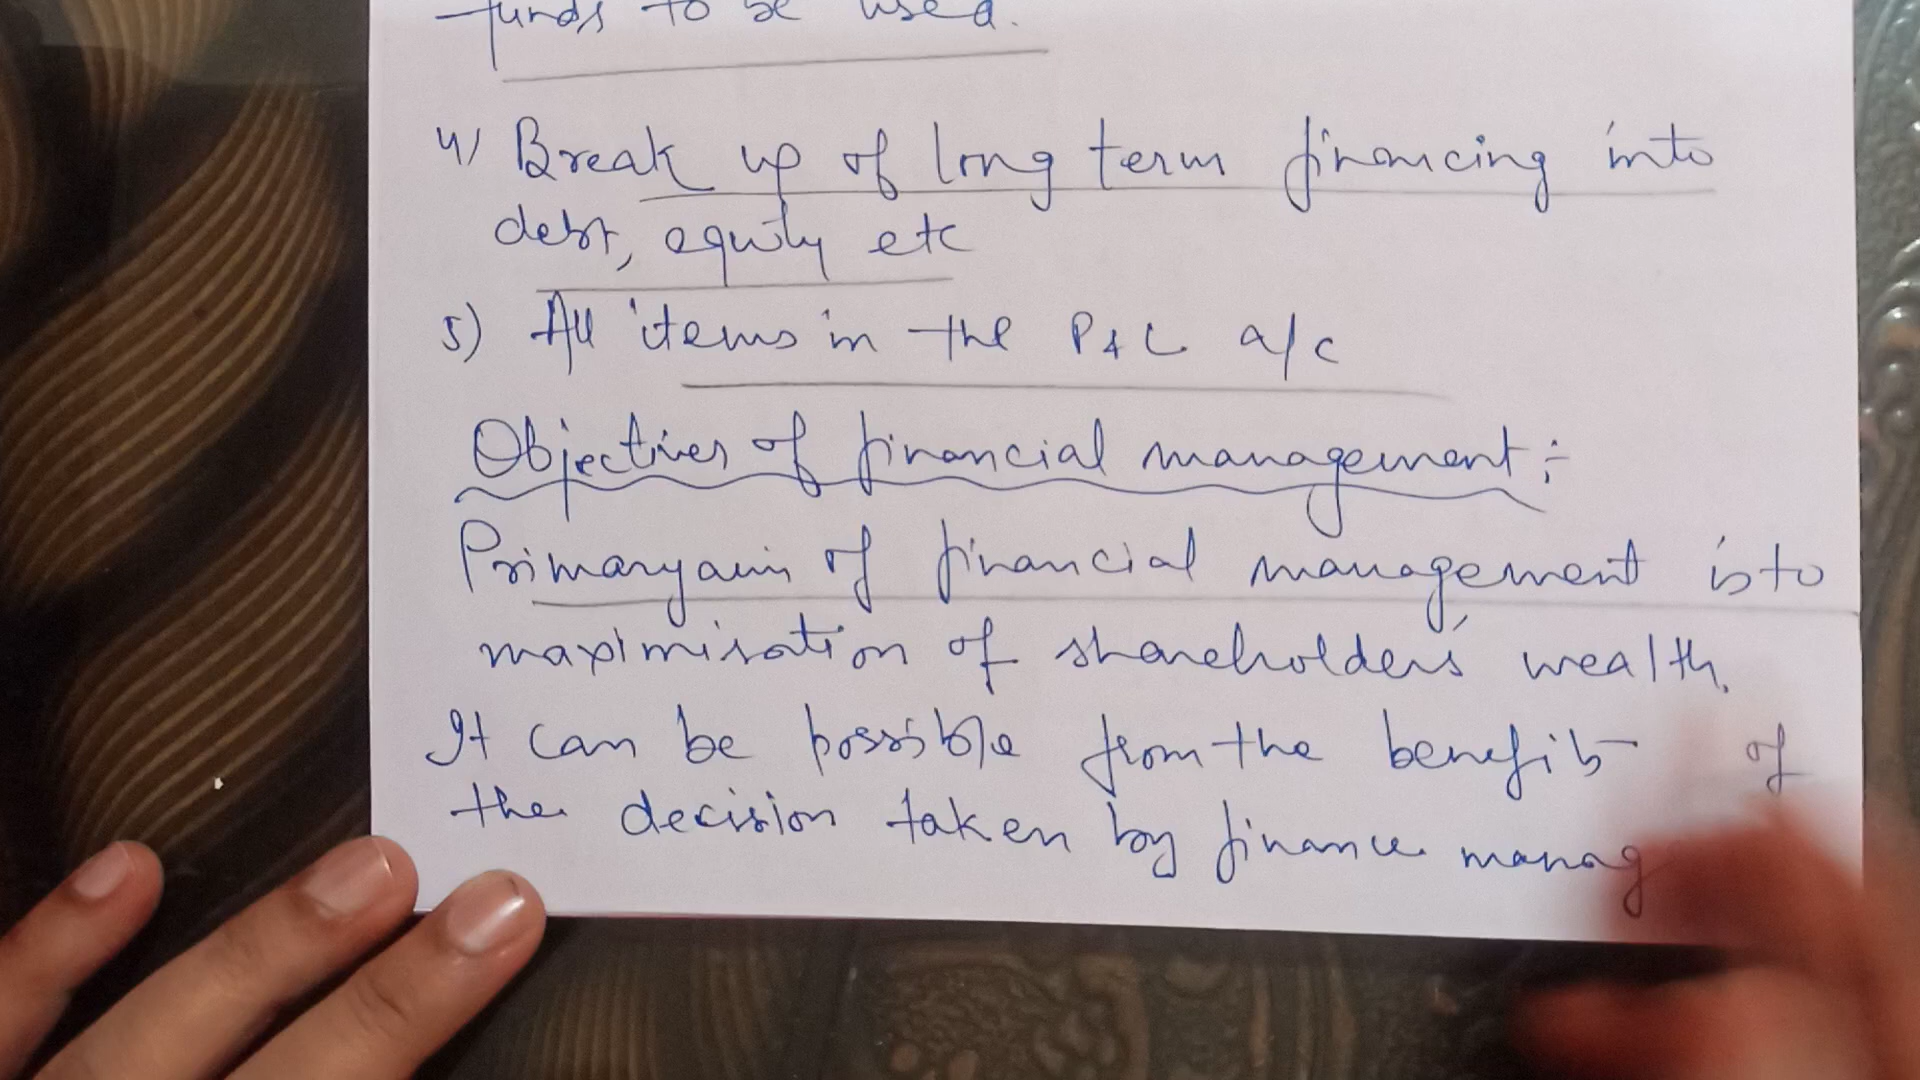 funds to be used.
4) Break up of long term financing into
debt, equity etc
5) All items in the P&L a/c
Objectives of financial management :-
Primary aim of financial management is to
maximisation of shareholders' wealth.
It can be possible from the benefits of
the decision taken by finance manag